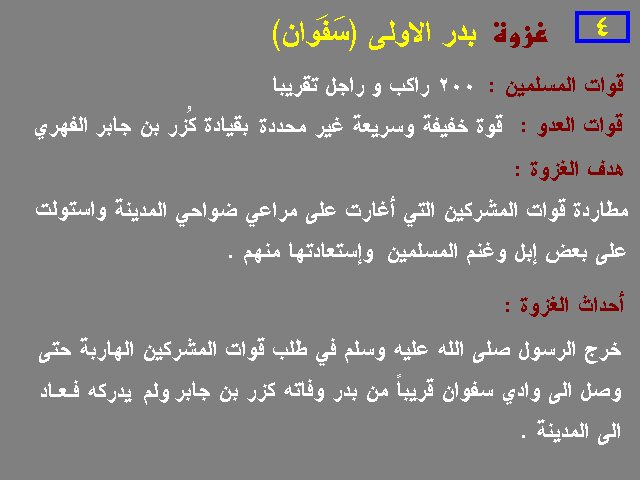 ٤
غزوة بدر الاولى (سَفَوان)
قوات المسلمين : ٢٠٠ راكب و راجل تقريبا
قوات العدو : قوة خفيفة وسريعة غير محددة بقيادة كُزر بن جابر الفهري
هدف الغزوة :
مطاردة قوات المشركين التي أغارت على مراعي ضواحي المدينة واستولت
على بعض إبل وغنم المسلمين وإستعادتها منهم .
أحداث الغزوة :
خرج الرسول صلى الله عليه وسلم في طلب قوات المشركين الهاربة حتى
وصل الى وادي سفوان قريباً من بدر وفاته كزر بن جابر ولم يدركه فـعـاد
الى المدينة .